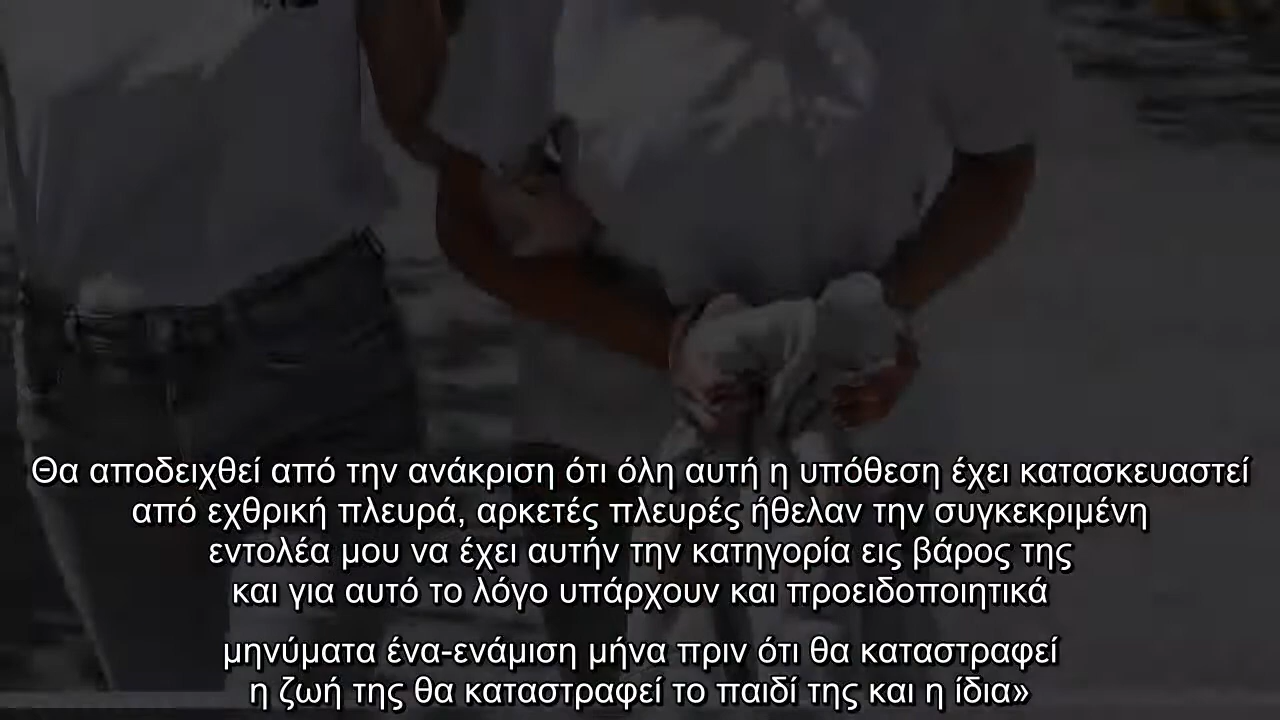 Θα αποδειχθεί από την ανάκριση ότι όλη αυτή η υπόθεση έχει κατασκευαστεί
από εχθρική πλευρά, αρκετές πλευρές ήθελαν την συγκεκριμένη
εντολέα μου να έχει αυτήν την κατηγορία εις βάρος της
και για αυτό το λόγο υπάρχουν και προειδοποιητικά
μηνύματα ένα-ενάμιση μήνα πριν ότι θα καταστραφεί
η ζωή της θα καταστραφεί το παιδί της και η ίδια»